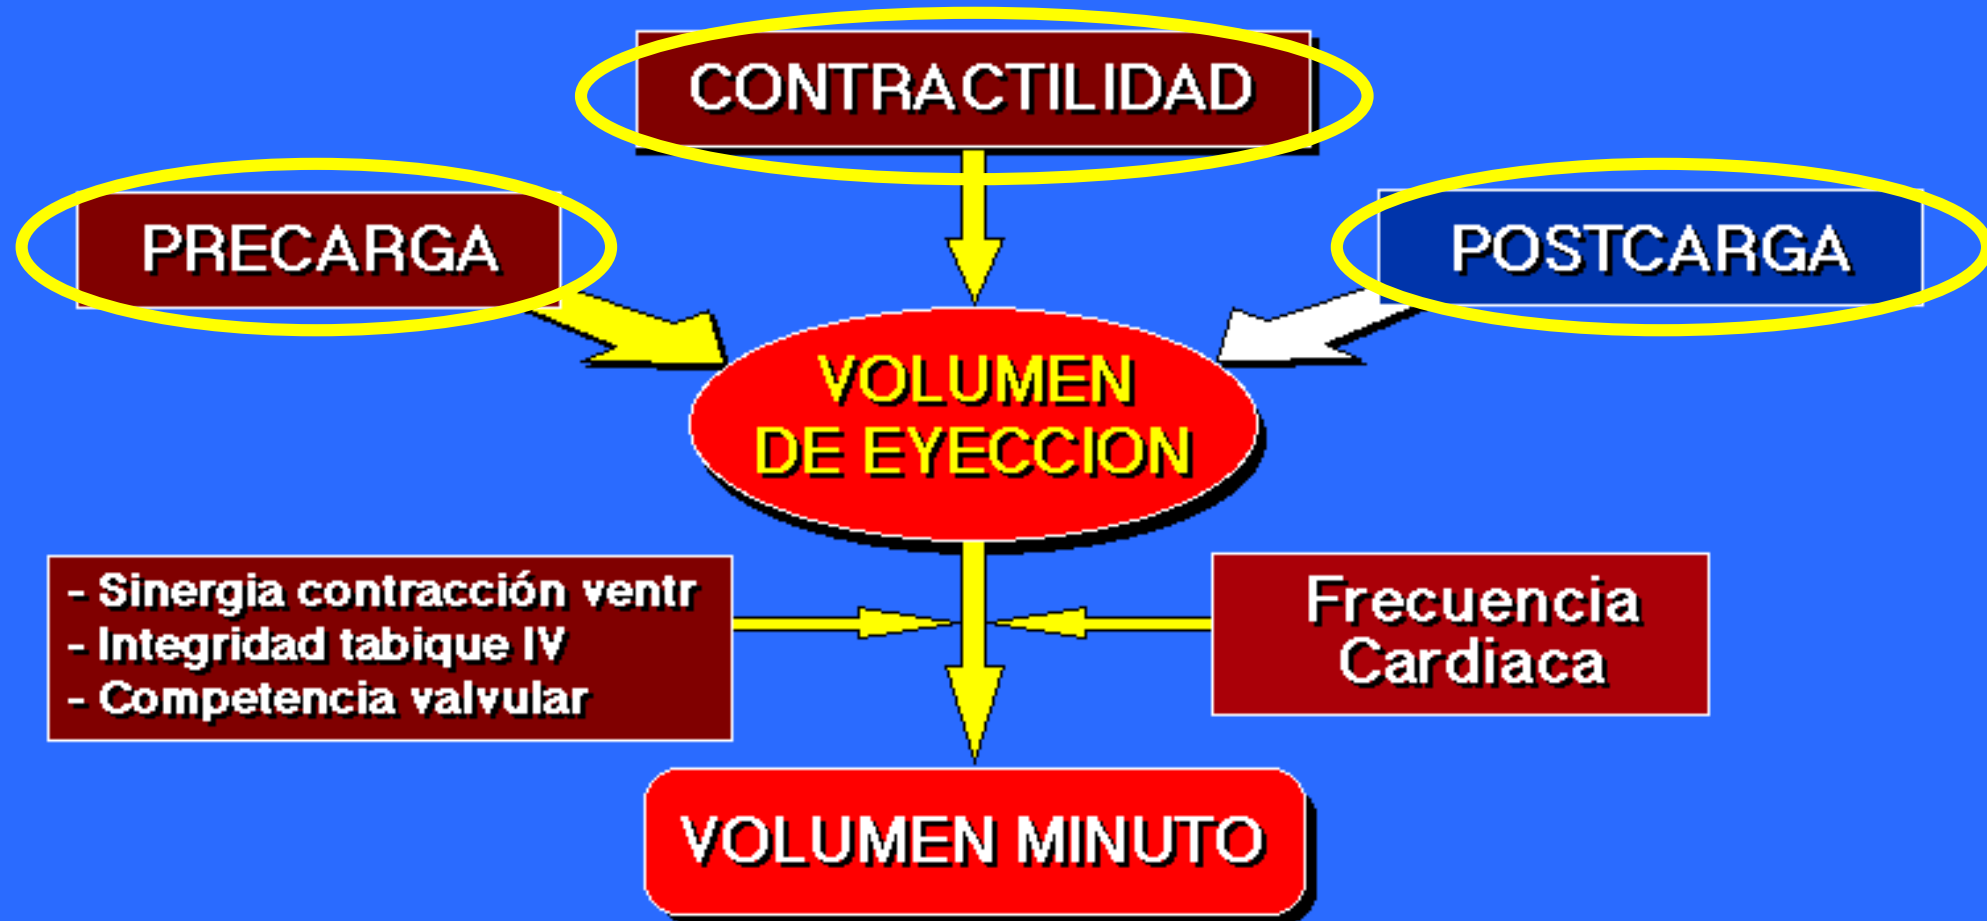 CONTRACTILIDAD
PRECARGA
POSTCARGA
VOLUMEN
DE EYECCION
- Sinergia contracción ventr
- Integridad tabique IV
- Competencia valvular
Frecuencia
Cardiaca
VOLUMEN MINUTO